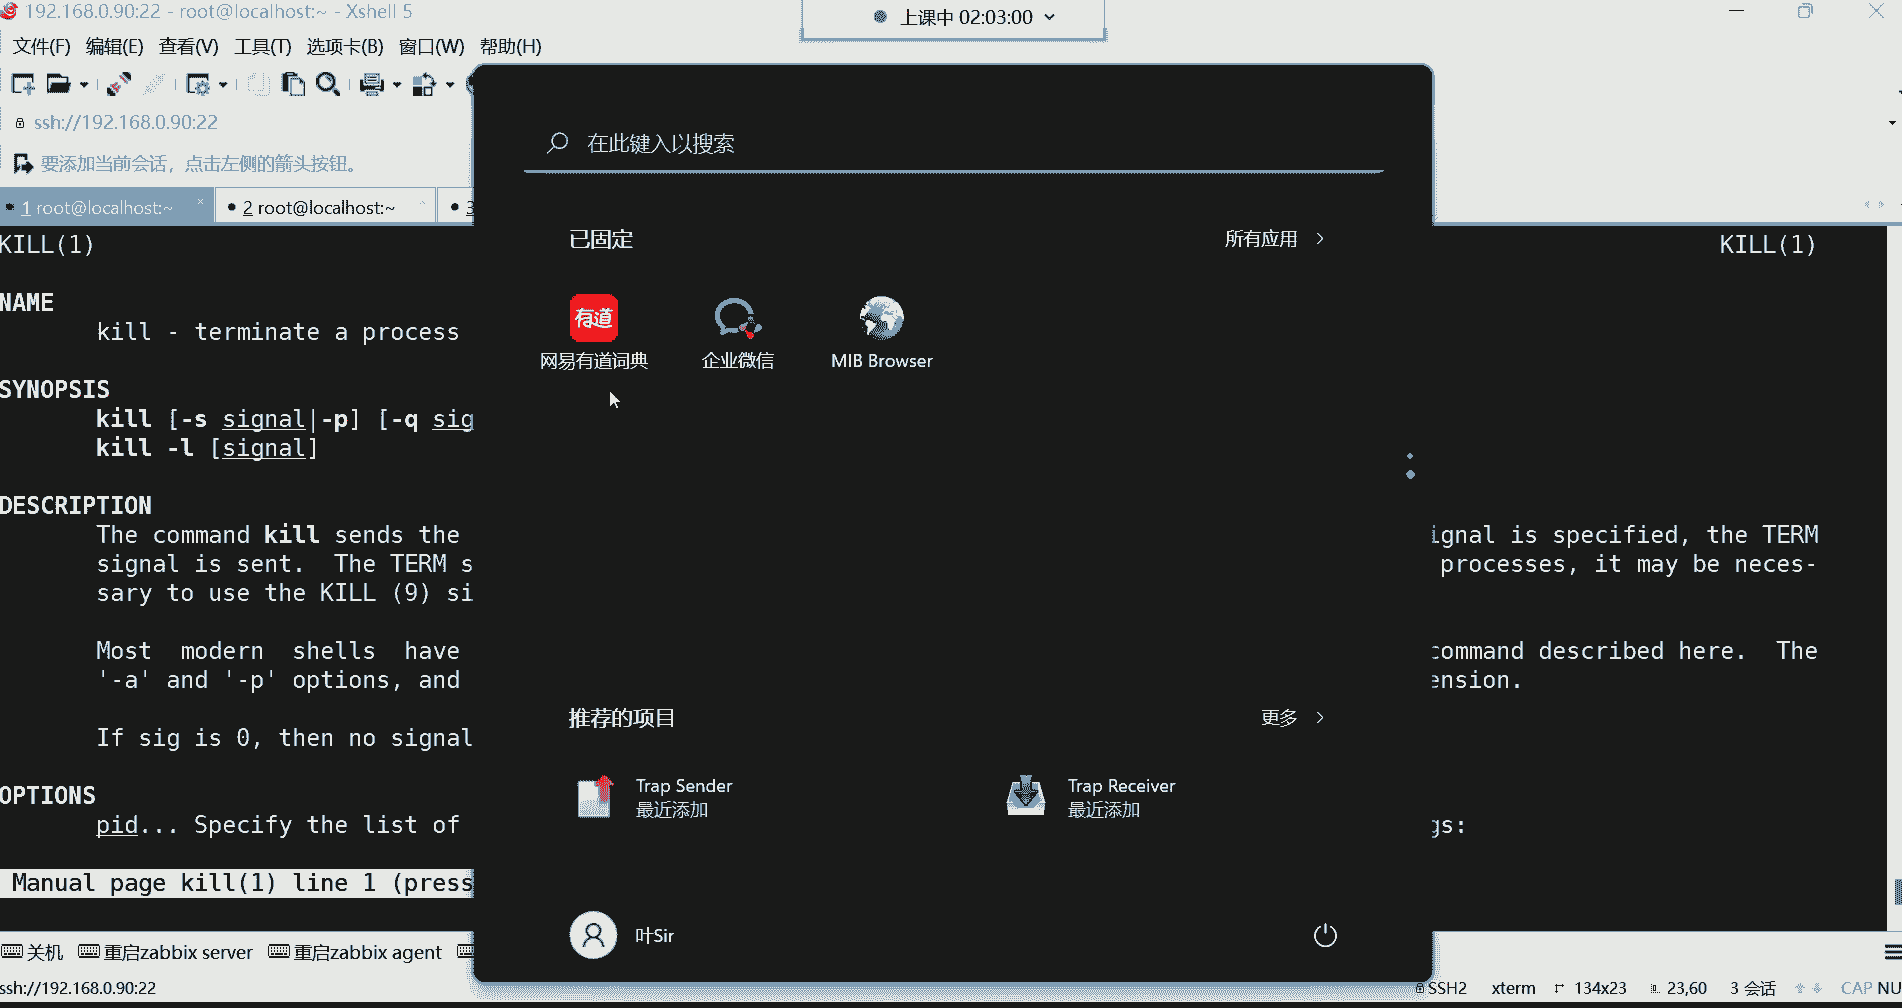 192.168.0.90:22 - root@localhost:~ - Xshell 5
上课中 02:03:00
文件(F) 编辑(E) 查看(V) 工具(T) 选项卡(B) 窗口(W) 帮助(H)
ssh://192.168.0.90:22
要添加当前会话，点击左侧的箭头按钮。
1 root@localhost:~
2 root@localhost:~
3
KILL(1)
KILL(1)
NAME
kill - terminate a process
SYNOPSIS
kill [-s signal|-p] [-q sig
kill -l [signal]
DESCRIPTION
The command kill sends the
ignal is specified, the TERM
signal is sent.  The TERM s
processes, it may be neces-
sary to use the KILL (9) si
Most modern shells have
command described here.  The
'-a' and '-p' options, and
ension.
If sig is 0, then no signal
OPTIONS
pid... Specify the list of
gs:
Manual page kill(1) line 1 (press
在此键入以搜索
已固定
所有应用
有道
网易有道词典
企业微信
MIB Browser
推荐的项目
更多
Trap Sender
最近添加
Trap Receiver
最近添加
叶Sir
关机 重启zabbix server 重启zabbix agent
ssh://192.168.0.90:22
SSH2 xterm 134x23 23,60 3 会话 CAP NU